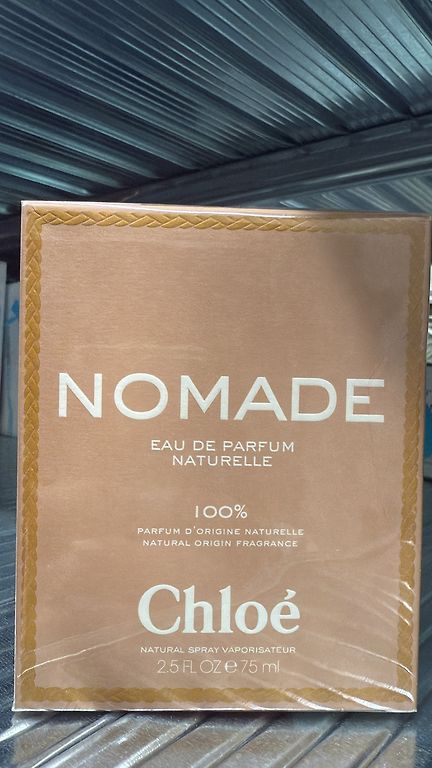 NOMADE
EAU DE PARFUM
NATURELLE
100%
PARFUM D'ORIGINE NATURELLE
NATURAL ORIGIN FRAGRANCE
Chloé
NATURAL SPRAY VAPORISATEUR
2.5 FL OZ ℮ 75 ml